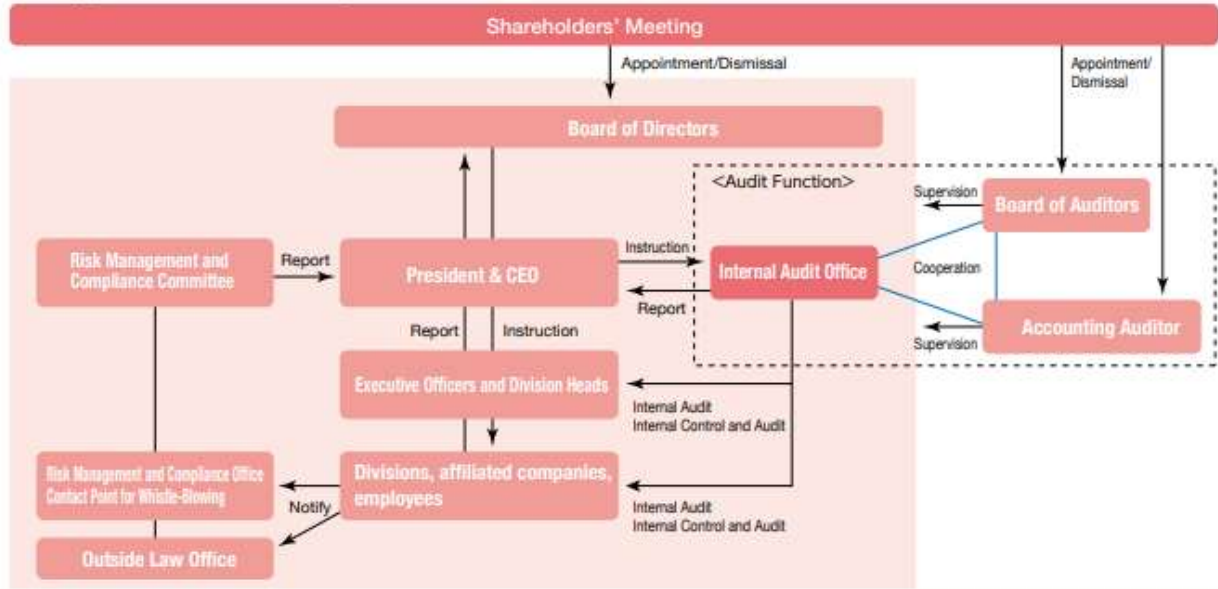 Shareholders' Meeting
Appointment/Dismissal
Appointment/
Dismissal
Board of Directors
<Audit Function>
Supervision
Board of Auditors
Risk Management and
Compliance Committee
Report
President & CEO
Instruction
Internal Audit Office
Cooperation
Report
Accounting Auditor
Supervision
Report
Instruction
Executive Officers and Division Heads
Internal Audit
Internal Control and Audit
Risk Management and Compliance Office
Contact Point for Whistle-Blowing
Divisions, affiliated companies,
employees
Notify
Internal Audit
Internal Control and Audit
Outside Law Office